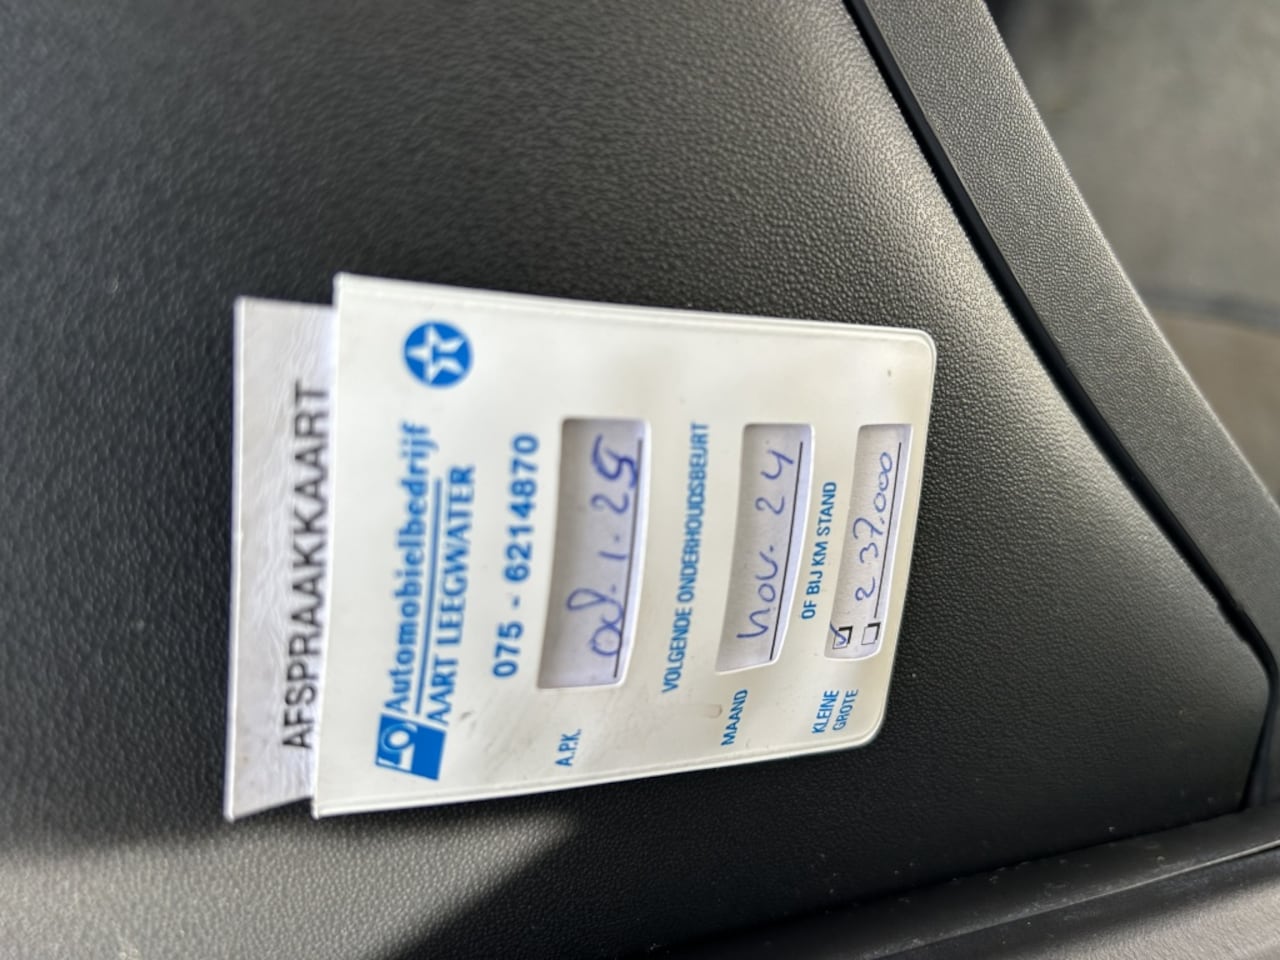 AFSPRAAKKAART
Automobielbedrijf
AART LEEGWATER
075 - 6214870
A.P.K. 08.1.25
VOLGENDE ONDERHOUDSBEURT
MAAND nov. 24
OF BIJ KM STAND
KLEINE ☑
GROTE ☐ 237.000